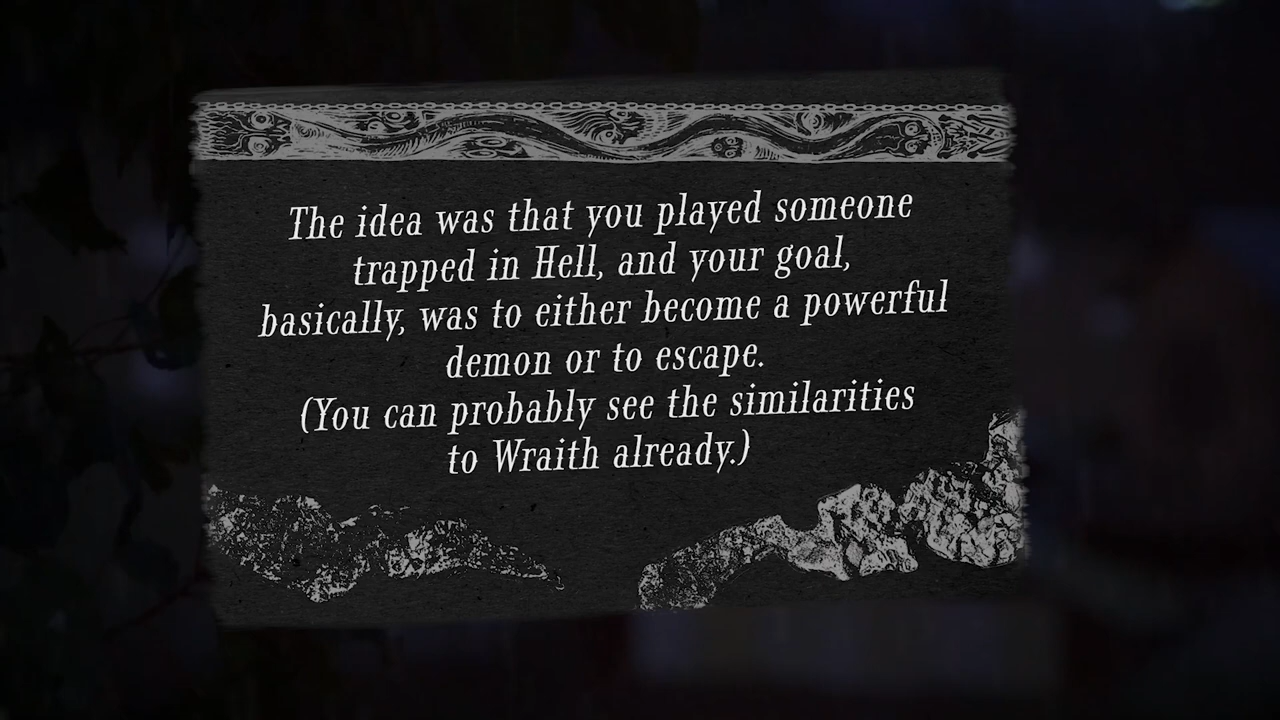 The idea was that you played someone
trapped in Hell, and your goal,
basically, was to either become a powerful
demon or to escape.
(You can probably see the similarities
to Wraith already.)